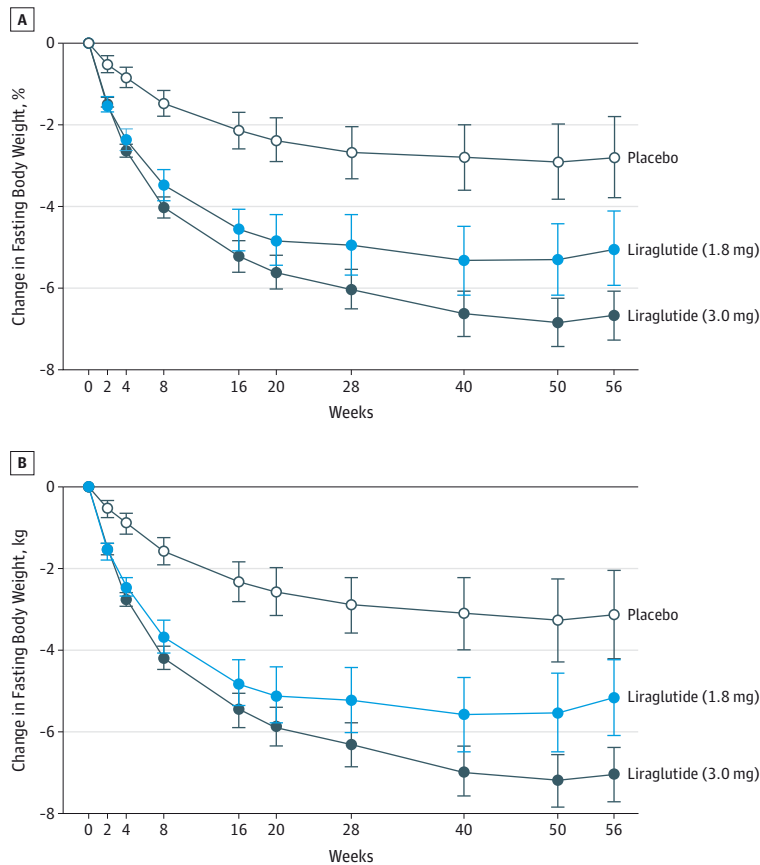 A
Change in Fasting Body Weight, %
0
-2
-4
-6
-8
Placebo
Liraglutide (1.8 mg)
Liraglutide (3.0 mg)
0 2 4 8 16 20 28 40 50 56
Weeks
B
Change in Fasting Body Weight, kg
0
-2
-4
-6
-8
Placebo
Liraglutide (1.8 mg)
Liraglutide (3.0 mg)
0 2 4 8 16 20 28 40 50 56
Weeks